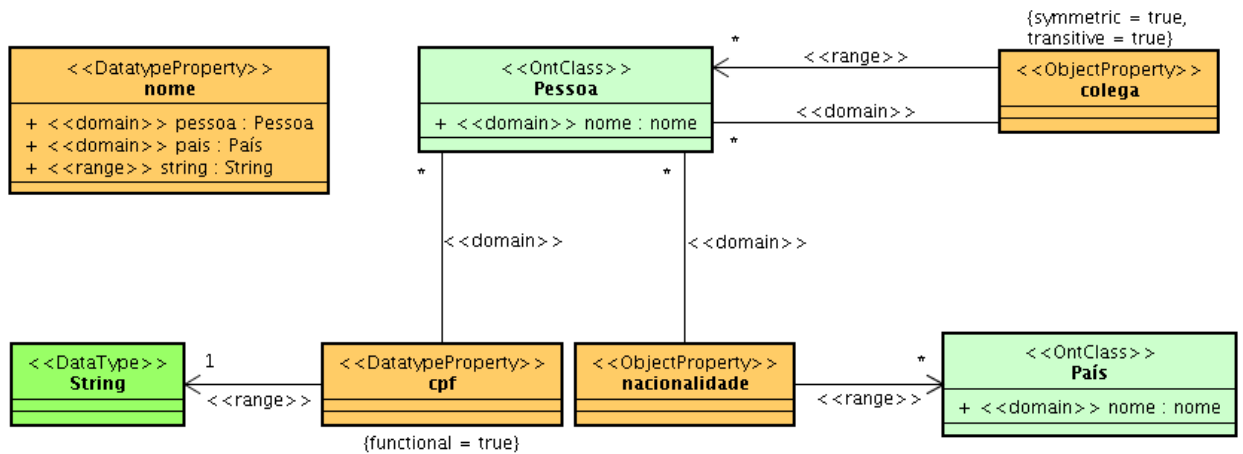 {symmetric = true,
transitive = true}
<<DatatypeProperty>>
nome
+ <<domain>> pessoa : Pessoa
+ <<domain>> pais : País
+ <<range>> string : String
<<OntClass>>
Pessoa
+ <<domain>> nome : nome
*
<<range>>
<<domain>>
*
<<ObjectProperty>>
colega
*
*
<<domain>>
<<domain>>
<<DataType>>
String
1
<<range>>
<<DatatypeProperty>>
cpf
{functional = true}
<<ObjectProperty>>
nacionalidade
*
<<range>>
<<OntClass>>
País
+ <<domain>> nome : nome